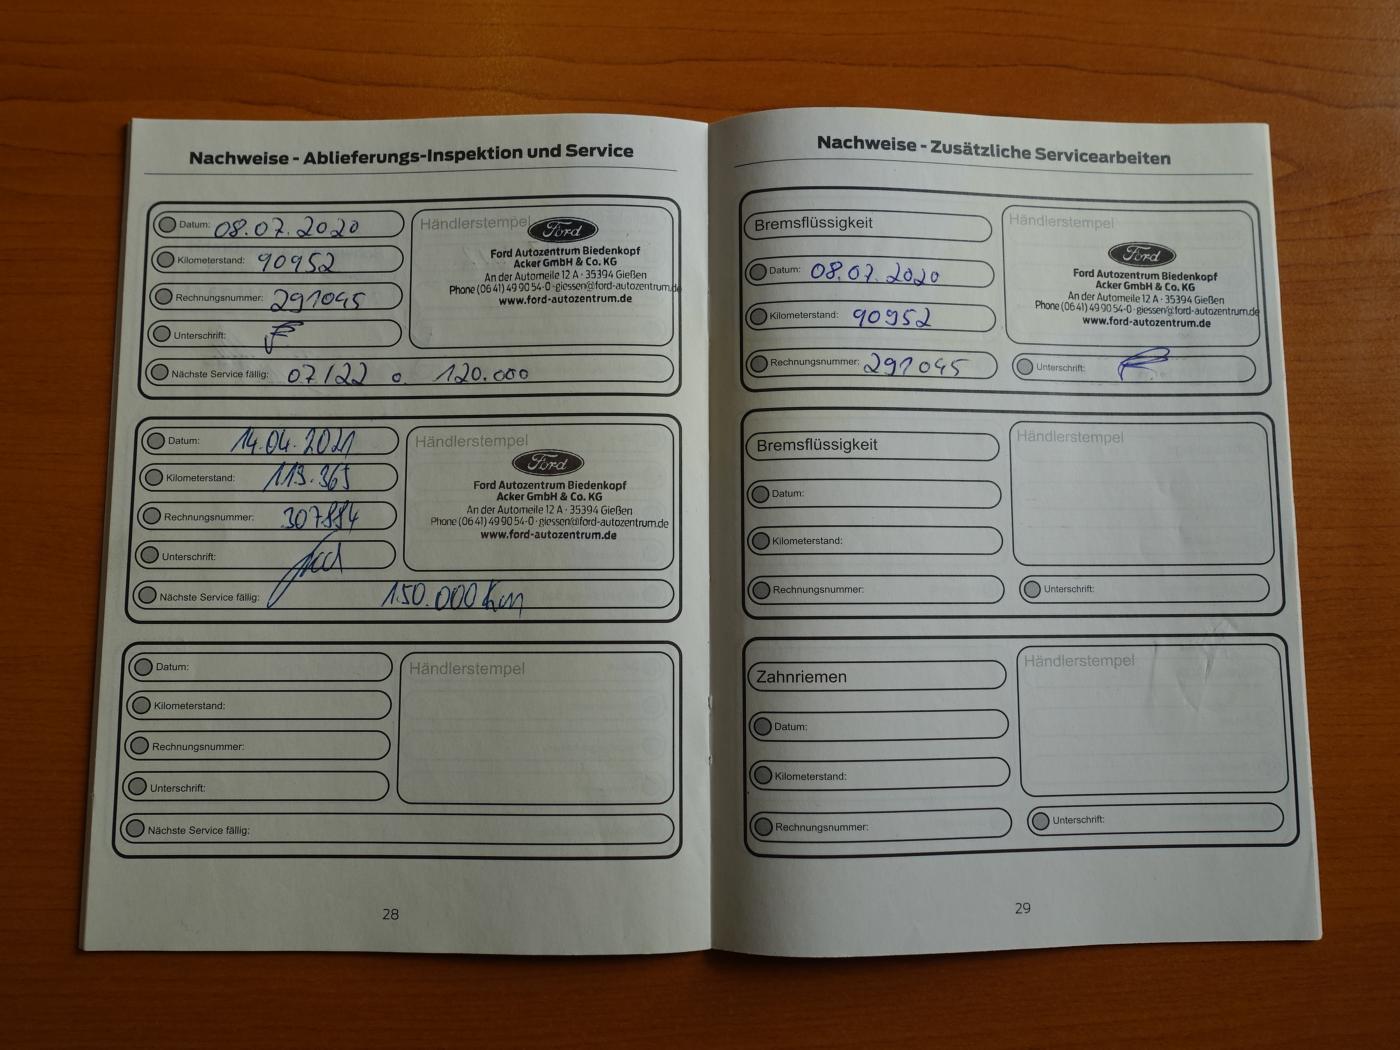 Nachweise - Ablieferungs-Inspektion und Service
Datum: 08.07.2020
Kilometerstand: 90952
Rechnungsnummer: 291045
Unterschrift:
Nächste Service fällig: 07/22 o. 120.000
Händlerstempel
Ford
Ford Autozentrum Biedenkopf
Acker GmbH & Co. KG
An der Automeile 12 A · 35394 Gießen
Phone (06 41) 49 90 54-0 · giessen@ford-autozentrum.de
www.ford-autozentrum.de
Datum: 14.04.2021
Kilometerstand: 113.365
Rechnungsnummer: 307884
Unterschrift:
Nächste Service fällig: 150.000 Km
Händlerstempel
Ford
Ford Autozentrum Biedenkopf
Acker GmbH & Co. KG
An der Automeile 12 A · 35394 Gießen
Phone (06 41) 49 90 54-0 · giessen@ford-autozentrum.de
www.ford-autozentrum.de
Datum:
Kilometerstand:
Rechnungsnummer:
Unterschrift:
Nächste Service fällig:
Händlerstempel
28
Nachweise - Zusätzliche Servicearbeiten
Bremsflüssigkeit
Datum: 08.07.2020
Kilometerstand: 90952
Rechnungsnummer: 291045
Händlerstempel
Ford
Ford Autozentrum Biedenkopf
Acker GmbH & Co. KG
An der Automeile 12 A · 35394 Gießen
Phone (06 41) 49 90 54-0 · giessen@ford-autozentrum.de
www.ford-autozentrum.de
Unterschrift:
Bremsflüssigkeit
Datum:
Kilometerstand:
Rechnungsnummer:
Händlerstempel
Unterschrift:
Zahnriemen
Datum:
Kilometerstand:
Rechnungsnummer:
Händlerstempel
Unterschrift:
29